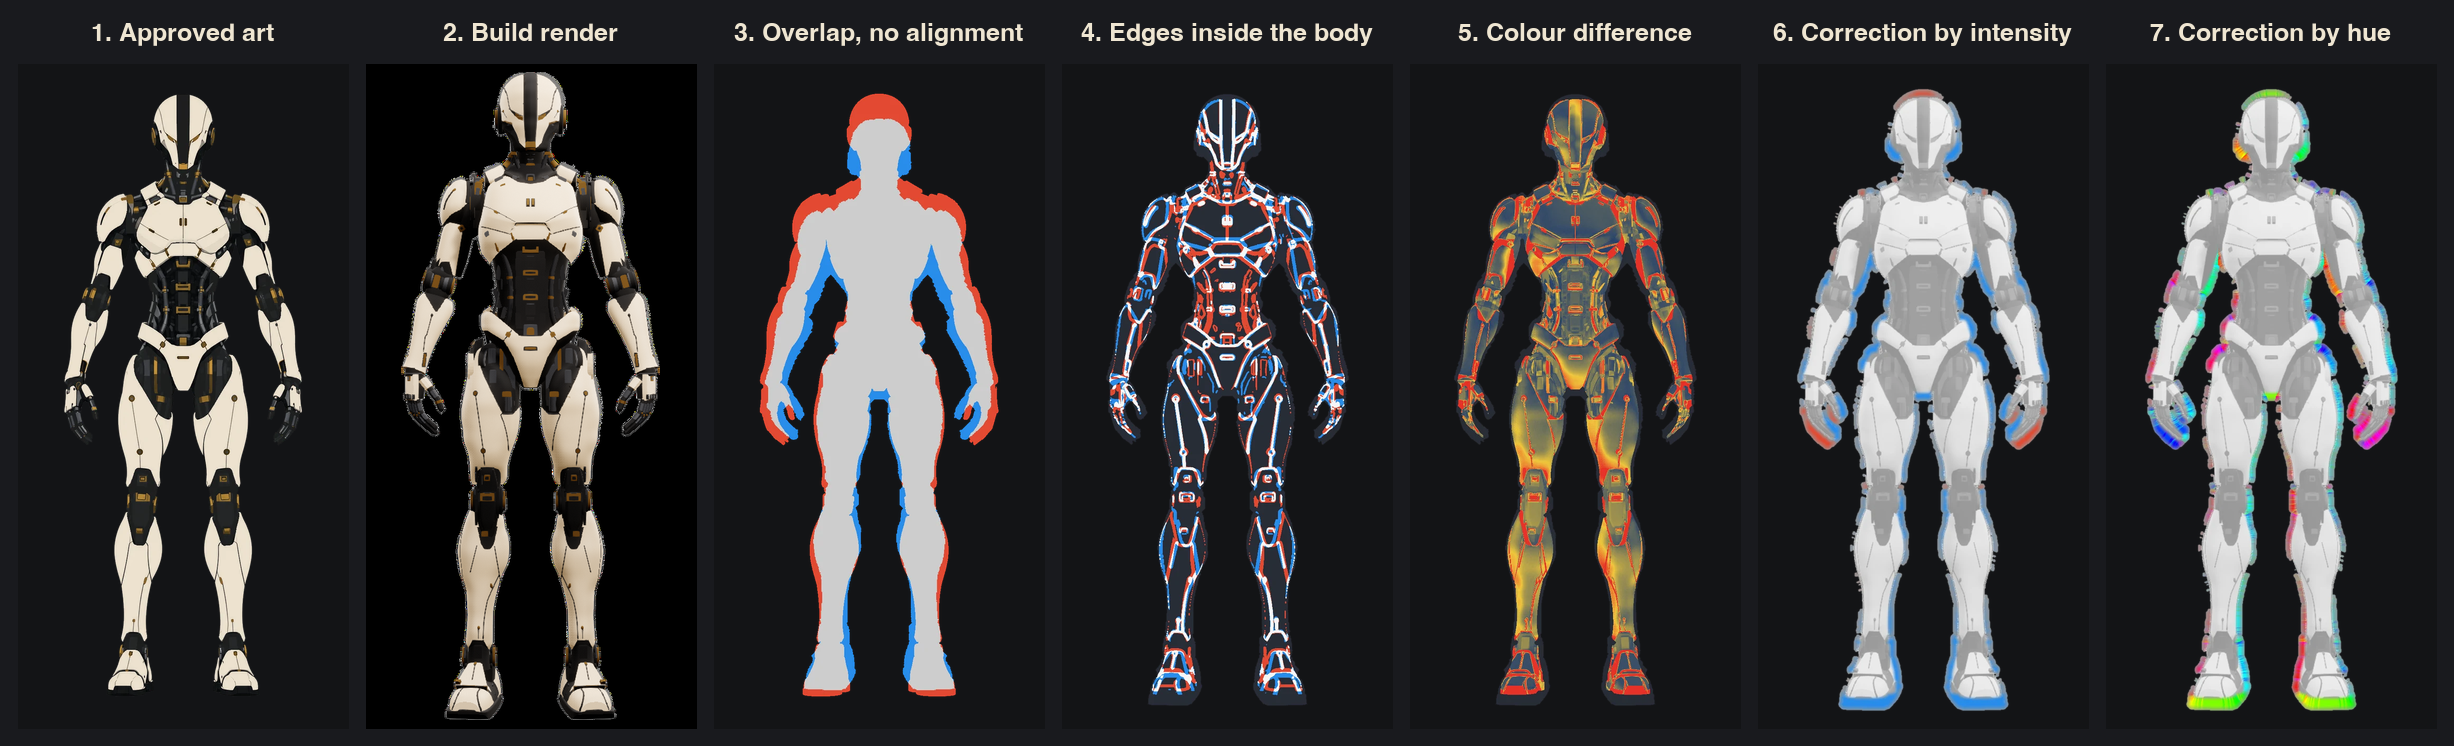 1. Approved art
2. Build render
3. Overlap, no alignment
4. Edges inside the body
5. Colour difference
6. Correction by intensity
7. Correction by hue